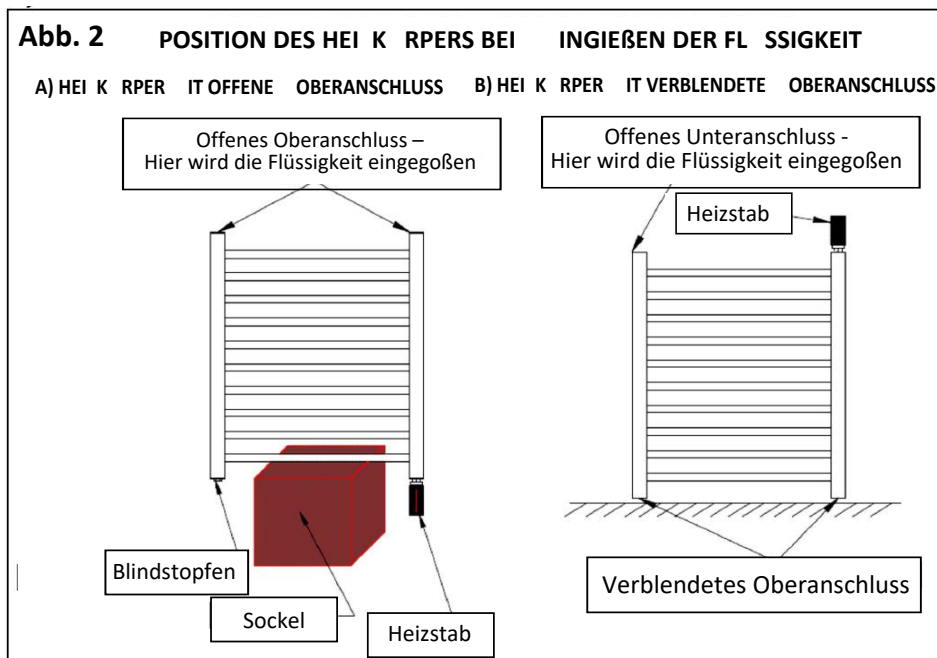 Abb. 2 POSITION DES HEI K RPERS BEI INGIEßEN DER FL SSIGKEIT
A) HEI K RPER IT OFFENE OBERANSCHLUSS B) HEI K RPER IT VERBLENDETE OBERANSCHLUSS
Offenes Oberanschluss –
Hier wird die Flüssigkeit eingegoßen
Offenes Unteranschluss -
Hier wird die Flüssigkeit eingegoßen
Heizstab
Blindstopfen
Sockel
Heizstab
Verblendetes Oberanschluss